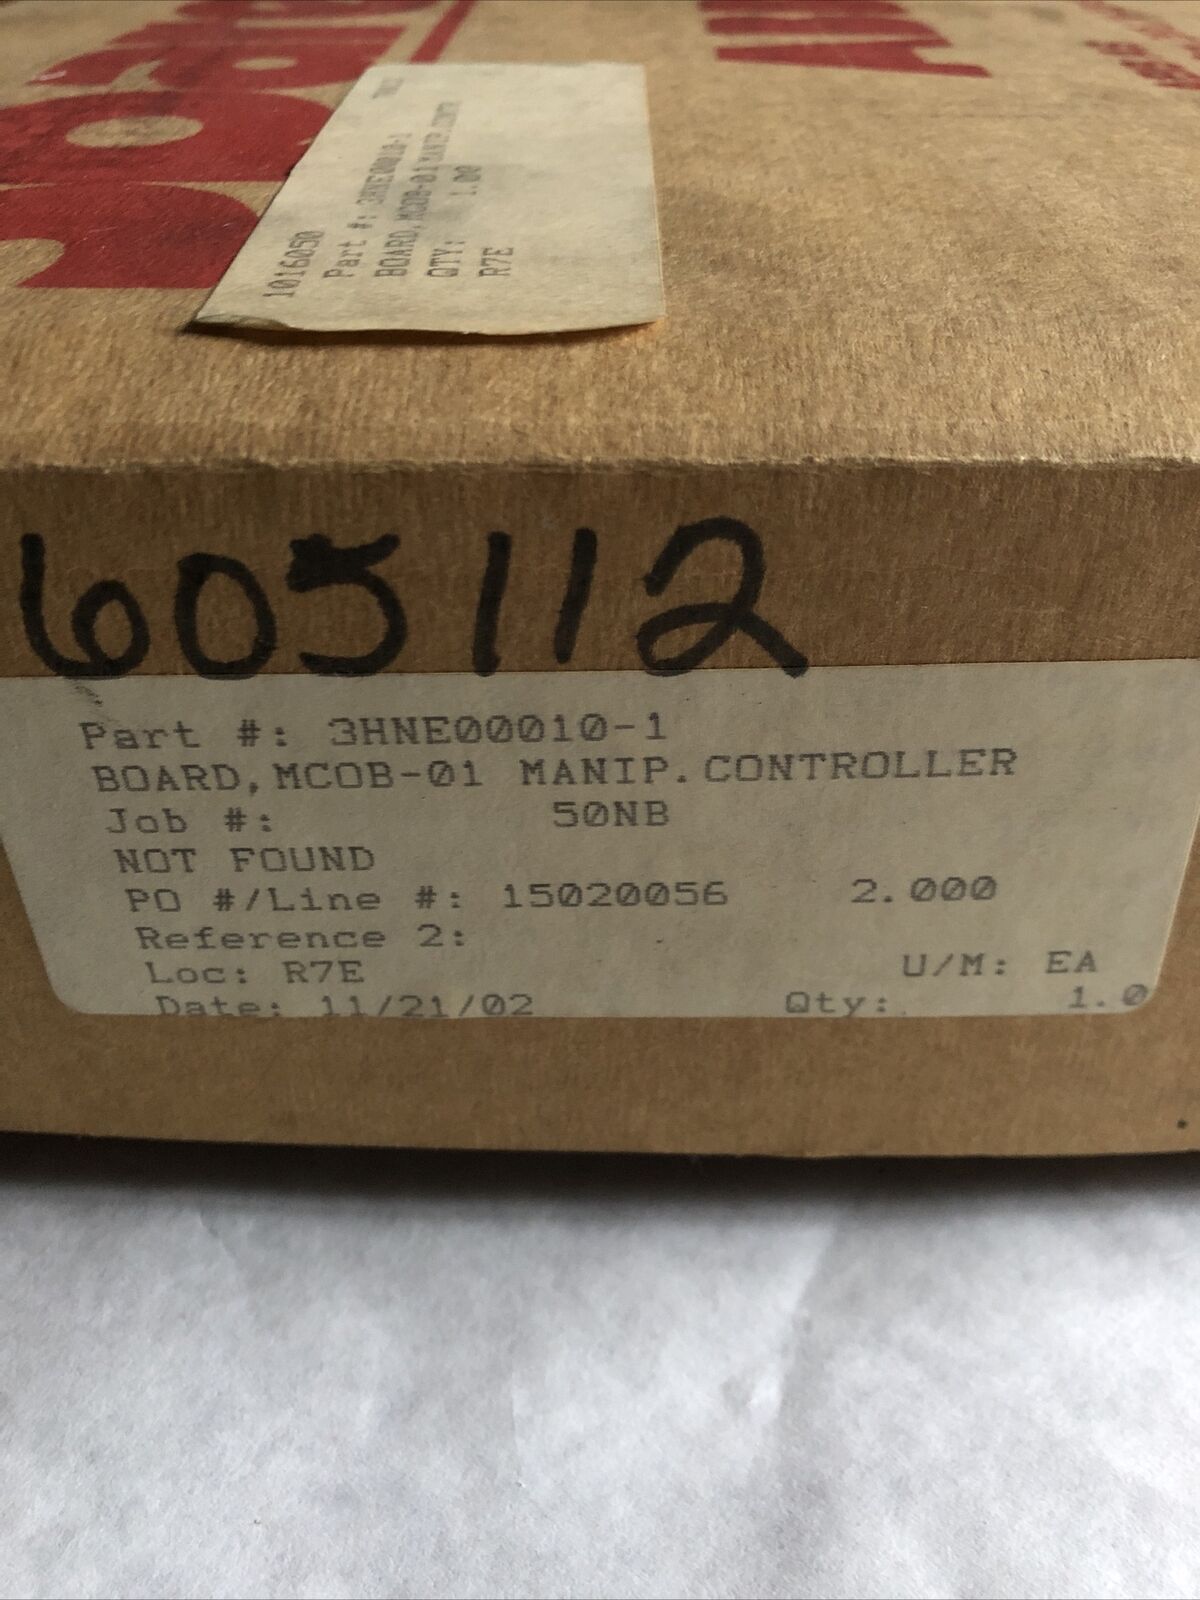 1016050
Part #: 3HNE00010-1
BOARD, MCOB-01 MANIP.CONTR
QTY: 1.00
R7E
605112
Part #: 3HNE00010-1
BOARD, MCOB-01 MANIP. CONTROLLER
Job #: 50NB
NOT FOUND
PO #/Line #: 15020056 2.000
Reference 2:
Loc: R7E U/M: EA
Date: 11/21/02 Qty: 1.0